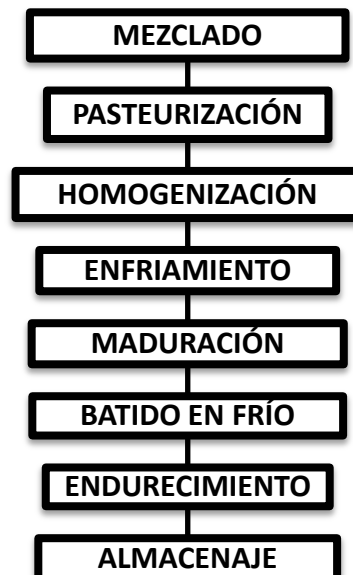 MEZCLADO
PASTEURIZACIÓN
HOMOGENIZACIÓN
ENFRIAMIENTO
MADURACIÓN
BATIDO EN FRÍO
ENDURECIMIENTO
ALMACENAJE